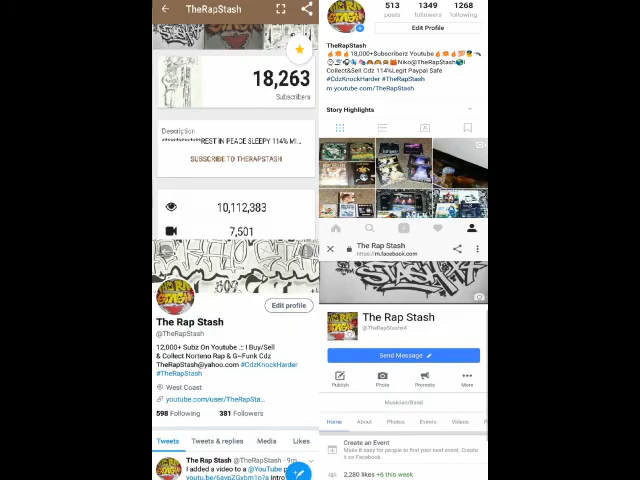 TheRapStash
18,263
Subscribers
Description
REST IN PEACE SLEEPY 114% MI...
SUBSCRIBE TO THERAPSTASH
10,112,383
7,501
Edit profile
The Rap Stash
@TheRapStash
12,000+ Subz On Youtube .:: I Buy/Sell
& Collect Norteno Rap & G~Funk Cdz
TheRapStash@yahoo.com #CdzKnockHarder
#TheRapStash
West Coast
youtube.com/user/TheRapSta...
598 Following 381 Followers
Tweets Tweets & replies Media Likes
The Rap Stash @TheRapStash · 9m
I added a video to a @YouTube
Intro
513 1349 1268
posts followers following
Edit Profile
TheRapStash
18,000+Subscriberz Youtube
Niko@TheRapStash
Collect&Sell Cdz 114%Legit Paypal Safe
#CdzKnockHarder #TheRapStash
m.youtube.com/TheRapStash
Story Highlights
The Rap Stash
https://m.facebook.com
The Rap Stash
@TheRapStashx4
Send Message
Publish Photo Promote More
Musician/Band
Home About Photos Events Videos
Create an Event
Make it easy for people to find your next event. Create it on Facebook.
2,280 likes +6 this week